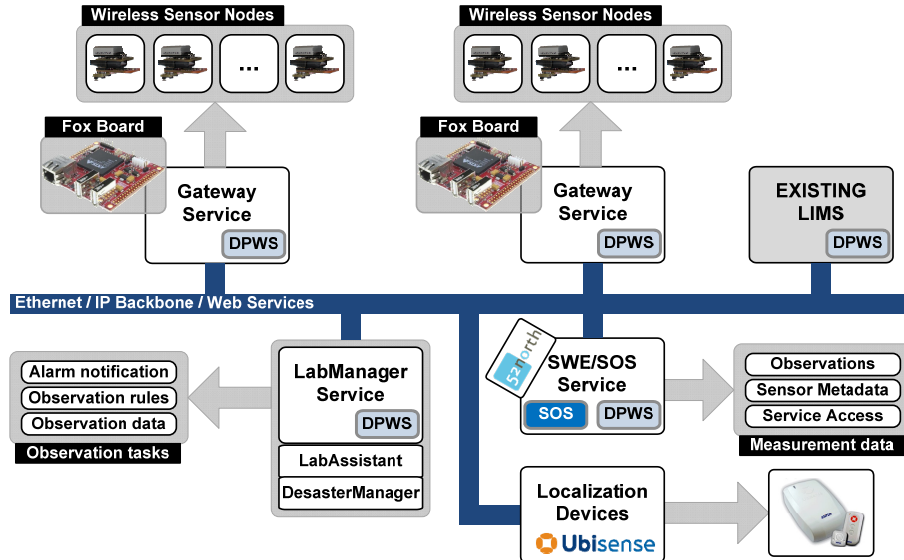 Wireless Sensor Nodes
...
Wireless Sensor Nodes
...
Fox Board
Gateway
Service
DPWS
Fox Board
Gateway
Service
DPWS
EXISTING
LIMS
DPWS
Ethernet / IP Backbone / Web Services
Alarm notification
Observation rules
Observation data
Observation tasks
LabManager
Service
DPWS
LabAssistant
DesasterManager
52north
SWE/SOS
Service
SOS
DPWS
Observations
Sensor Metadata
Service Access
Measurement data
Localization
Devices
Ubisense